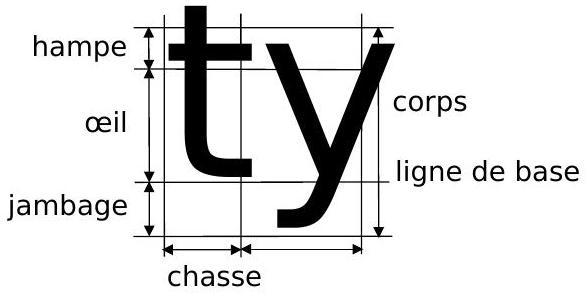 hampe
ty
œil
corps
ligne de base
jambage
chasse